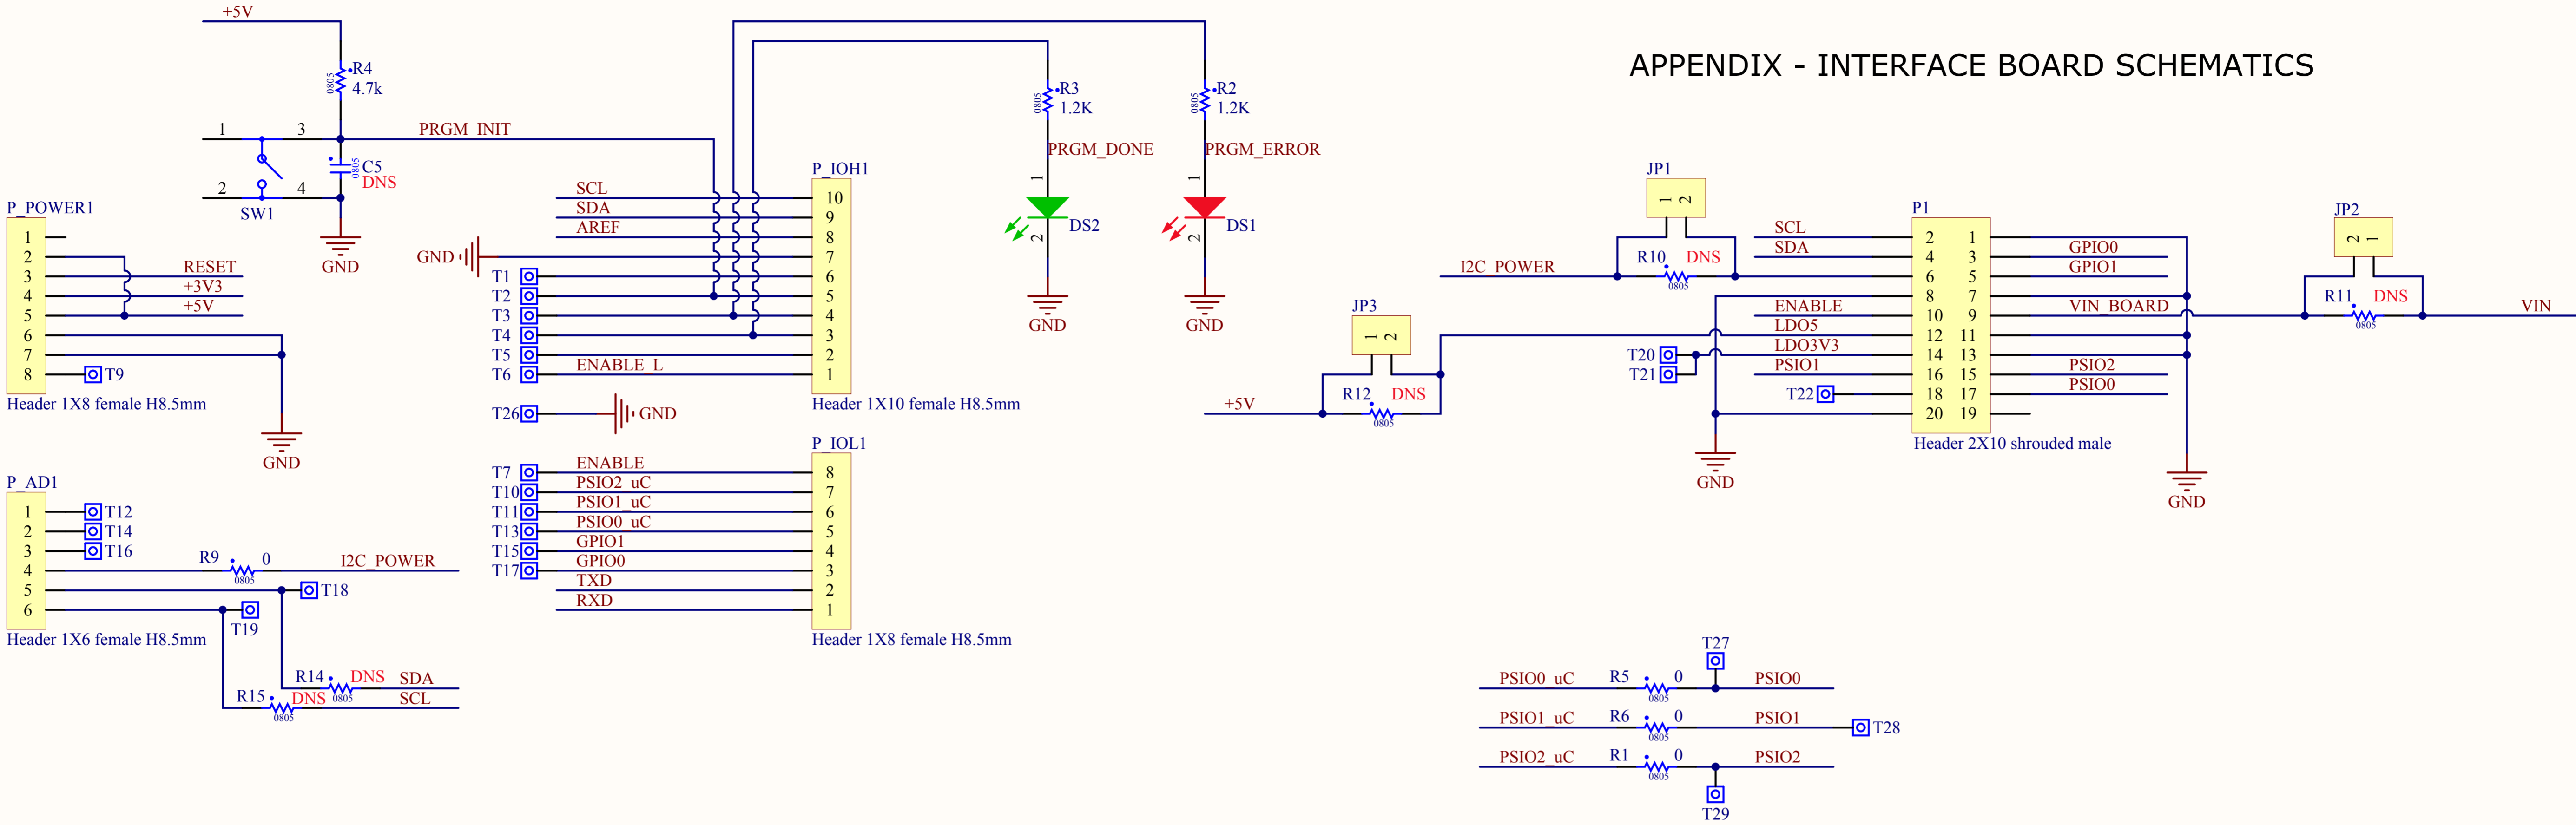 APPENDIX - INTERFACE BOARD SCHEMATICS
+5V
R4
4.7k
0805
1 3
PRGM_INIT
C5
0805
DNS
2 4
SW1
GND
P_POWER1
1
2
3 RESET
4 +3V3
5 +5V
6
7
8 T9
Header 1X8 female H8.5mm
GND
P_AD1
1 T12
2 T14
3 T16
4 R9 0 I2C_POWER
0805
5 T18
6 T19
Header 1X6 female H8.5mm
R14 DNS SDA
0805
R15 DNS SCL
0805
P_IOH1
SCL 10
SDA 9
AREF 8
GND 7
T1 6
T2 5
T3 4
T4 3
T5 2
T6 ENABLE_L 1
Header 1X10 female H8.5mm
T26 GND
P_IOL1
T7 ENABLE 8
T10 PSIO2_uC 7
T11 PSIO1_uC 6
T13 PSIO0_uC 5
T15 GPIO1 4
T17 GPIO0 3
TXD 2
RXD 1
Header 1X8 female H8.5mm
R3
1.2K
0805
PRGM_DONE
1
DS2
2
GND
R2
1.2K
0805
PRGM_ERROR
1
DS1
2
GND
JP1
1 2
R10 DNS
I2C_POWER
0805
JP3
1 2
R12 DNS
+5V
0805
P1
SCL 2 1
SDA 4 3 GPIO0
6 5 GPIO1
8 7
ENABLE 10 9 VIN_BOARD
LDO5 12 11
T20 LDO3V3 14 13
T21 PSIO1 16 15 PSIO2
T22 18 17 PSIO0
20 19
Header 2X10 shrouded male
GND
GND
JP2
2 1
R11 DNS
0805
VIN
T27
PSIO0_uC R5 0 PSIO0
0805
PSIO1_uC R6 0 PSIO1 T28
0805
PSIO2_uC R1 0 PSIO2
0805
T29